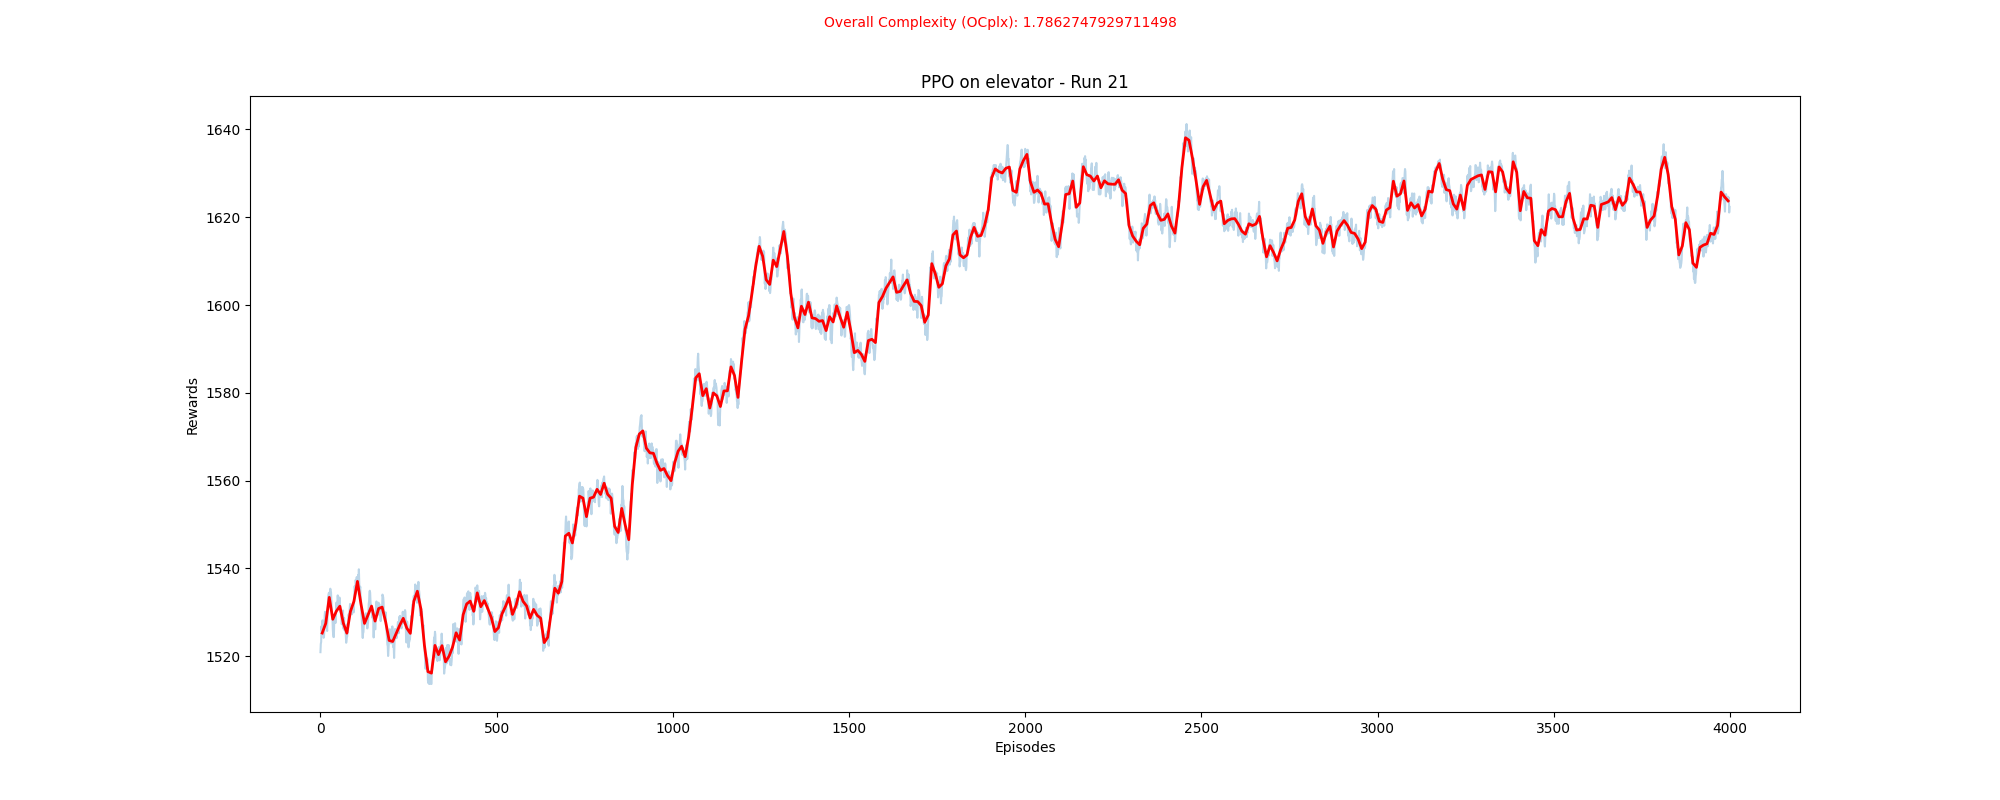 Overall Complexity (OCplx): 1.7862747929711498
PPO on elevator - Run 21
1640
1620
1600
1580
1560
1540
1520
Rewards
0 500 1000 1500 2000 2500 3000 3500 4000
Episodes